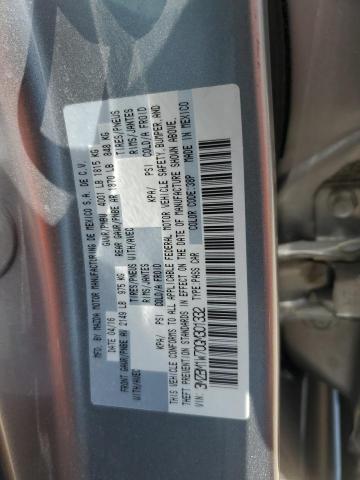 MFD. BY MAZDA MOTOR MANUFACTURING DE MEXICO S.A. DE C.V.
DATE: 04/16 GVWR/PNBV 4001 LB 1815 KG
FRONT GAWR/PNBE AV 2149 LB 975 KG REAR GAWR/PNBE AR 1870 LB 848 KG
WITH/AVEC TIRES/PNEUS WITH/AVEC TIRES/PNEUS
RIMS/JANTES RIMS/JANTES
KPA/ PSI COLD/A FROID KPA/ PSI COLD/A FROID
THIS VEHICLE CONFORMS TO ALL APPLICABLE FEDERAL MOTOR VEHICLE SAFETY, BUMPER, AND
THEFT PREVENTION STANDARDS IN EFFECT ON THE DATE OF MANUFACTURE SHOWN ABOVE.
TYPE: PASS CAR COLOR CODE: 38P MADE IN MEXICO
VIN: